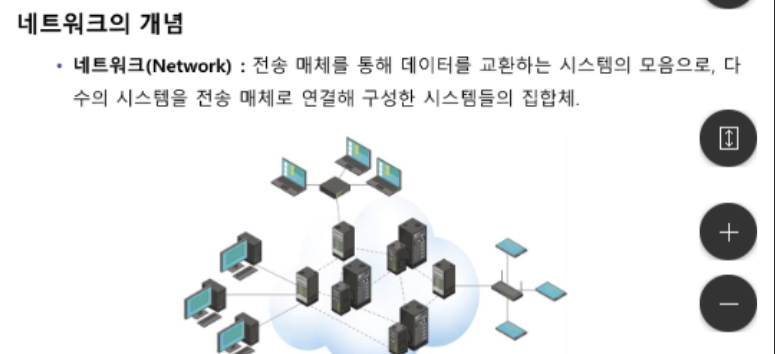 네트워크의 개념
• 네트워크(Network) : 전송 매체를 통해 데이터를 교환하는 시스템의 모음으로, 다
수의 시스템을 전송 매체로 연결해 구성한 시스템들의 집합체.